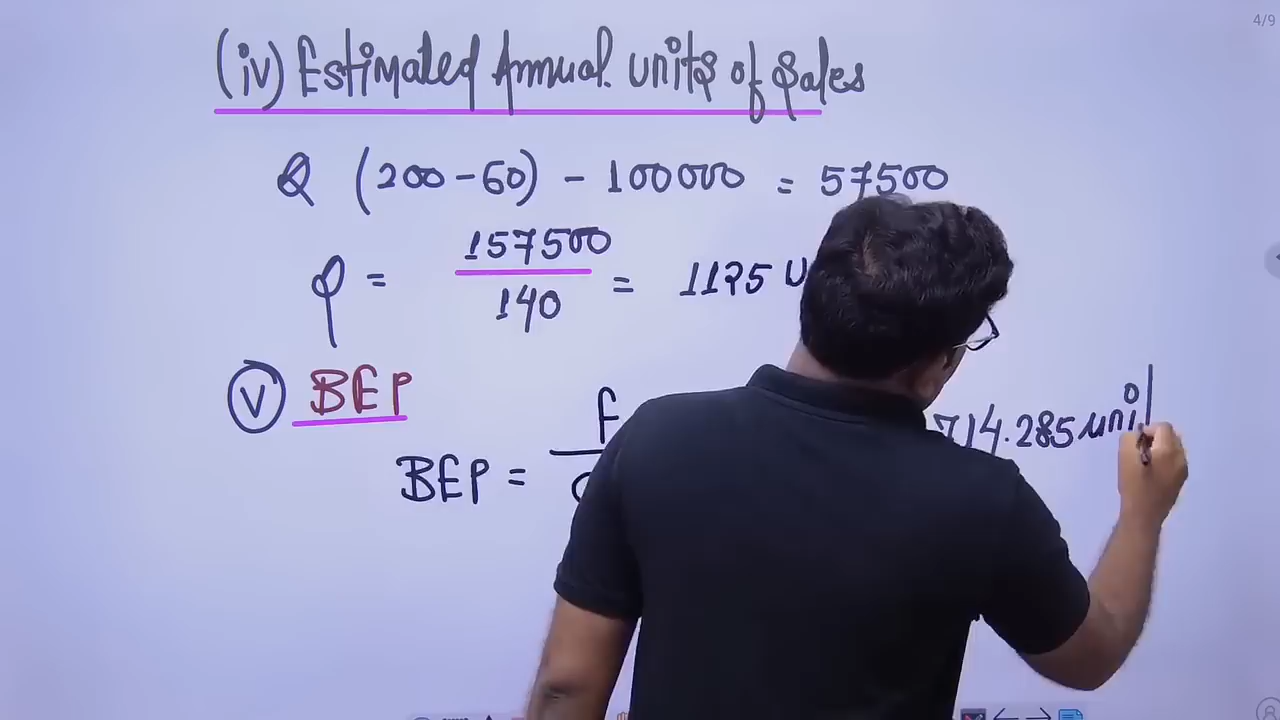 4/9
(iv) Estimated Annual units of sales
Q (200-60) - 100000 = 57500
Q = 157500 / 140 = 1125 U
(V) BEP
BEP = F / C 714.285 unit